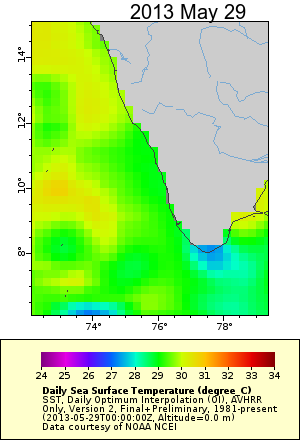 2013 May 29
14°
12°
10°
8°
74° 76° 78°
24 25 26 27 28 29 30 31 32 33 34
Daily Sea Surface Temperature (degree_C)
SST, Daily Optimum Interpolation (OI), AVHRR
Only, Version 2, Final+Preliminary, 1981-present
(2013-05-29T00:00:00Z, Altitude=0.0 m)
Data courtesy of NOAA NCEI